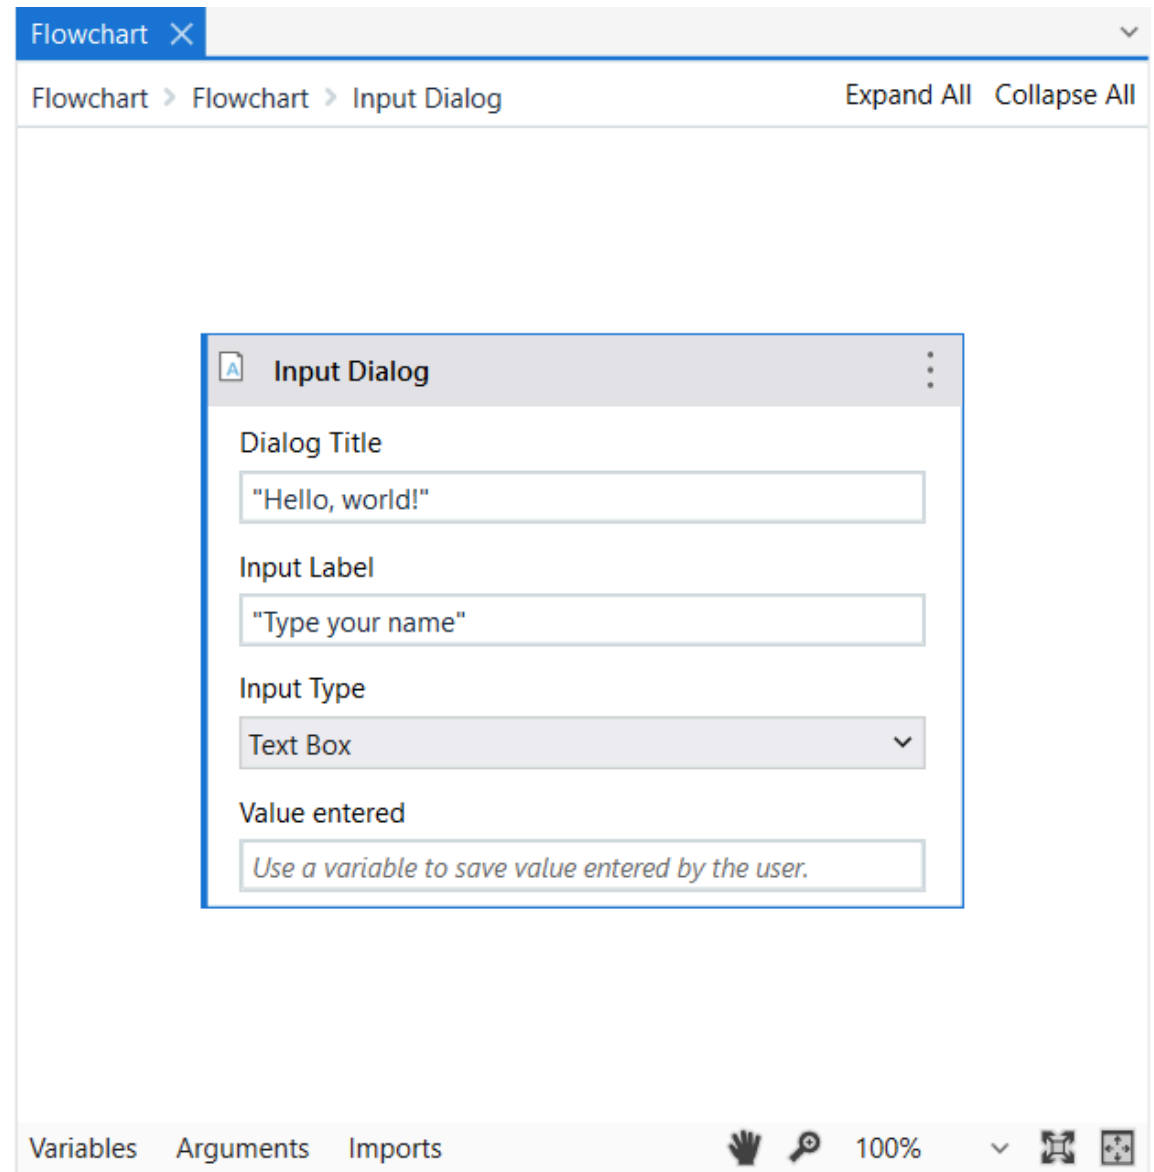 Flowchart
Flowchart Flowchart Input Dialog Expand All Collapse All
A Input Dialog
Dialog Title
"Hello, world!"
Input Label
"Type your name"
Input Type
Text Box
Value entered
Use a variable to save value entered by the user.
Variables Arguments Imports 100%